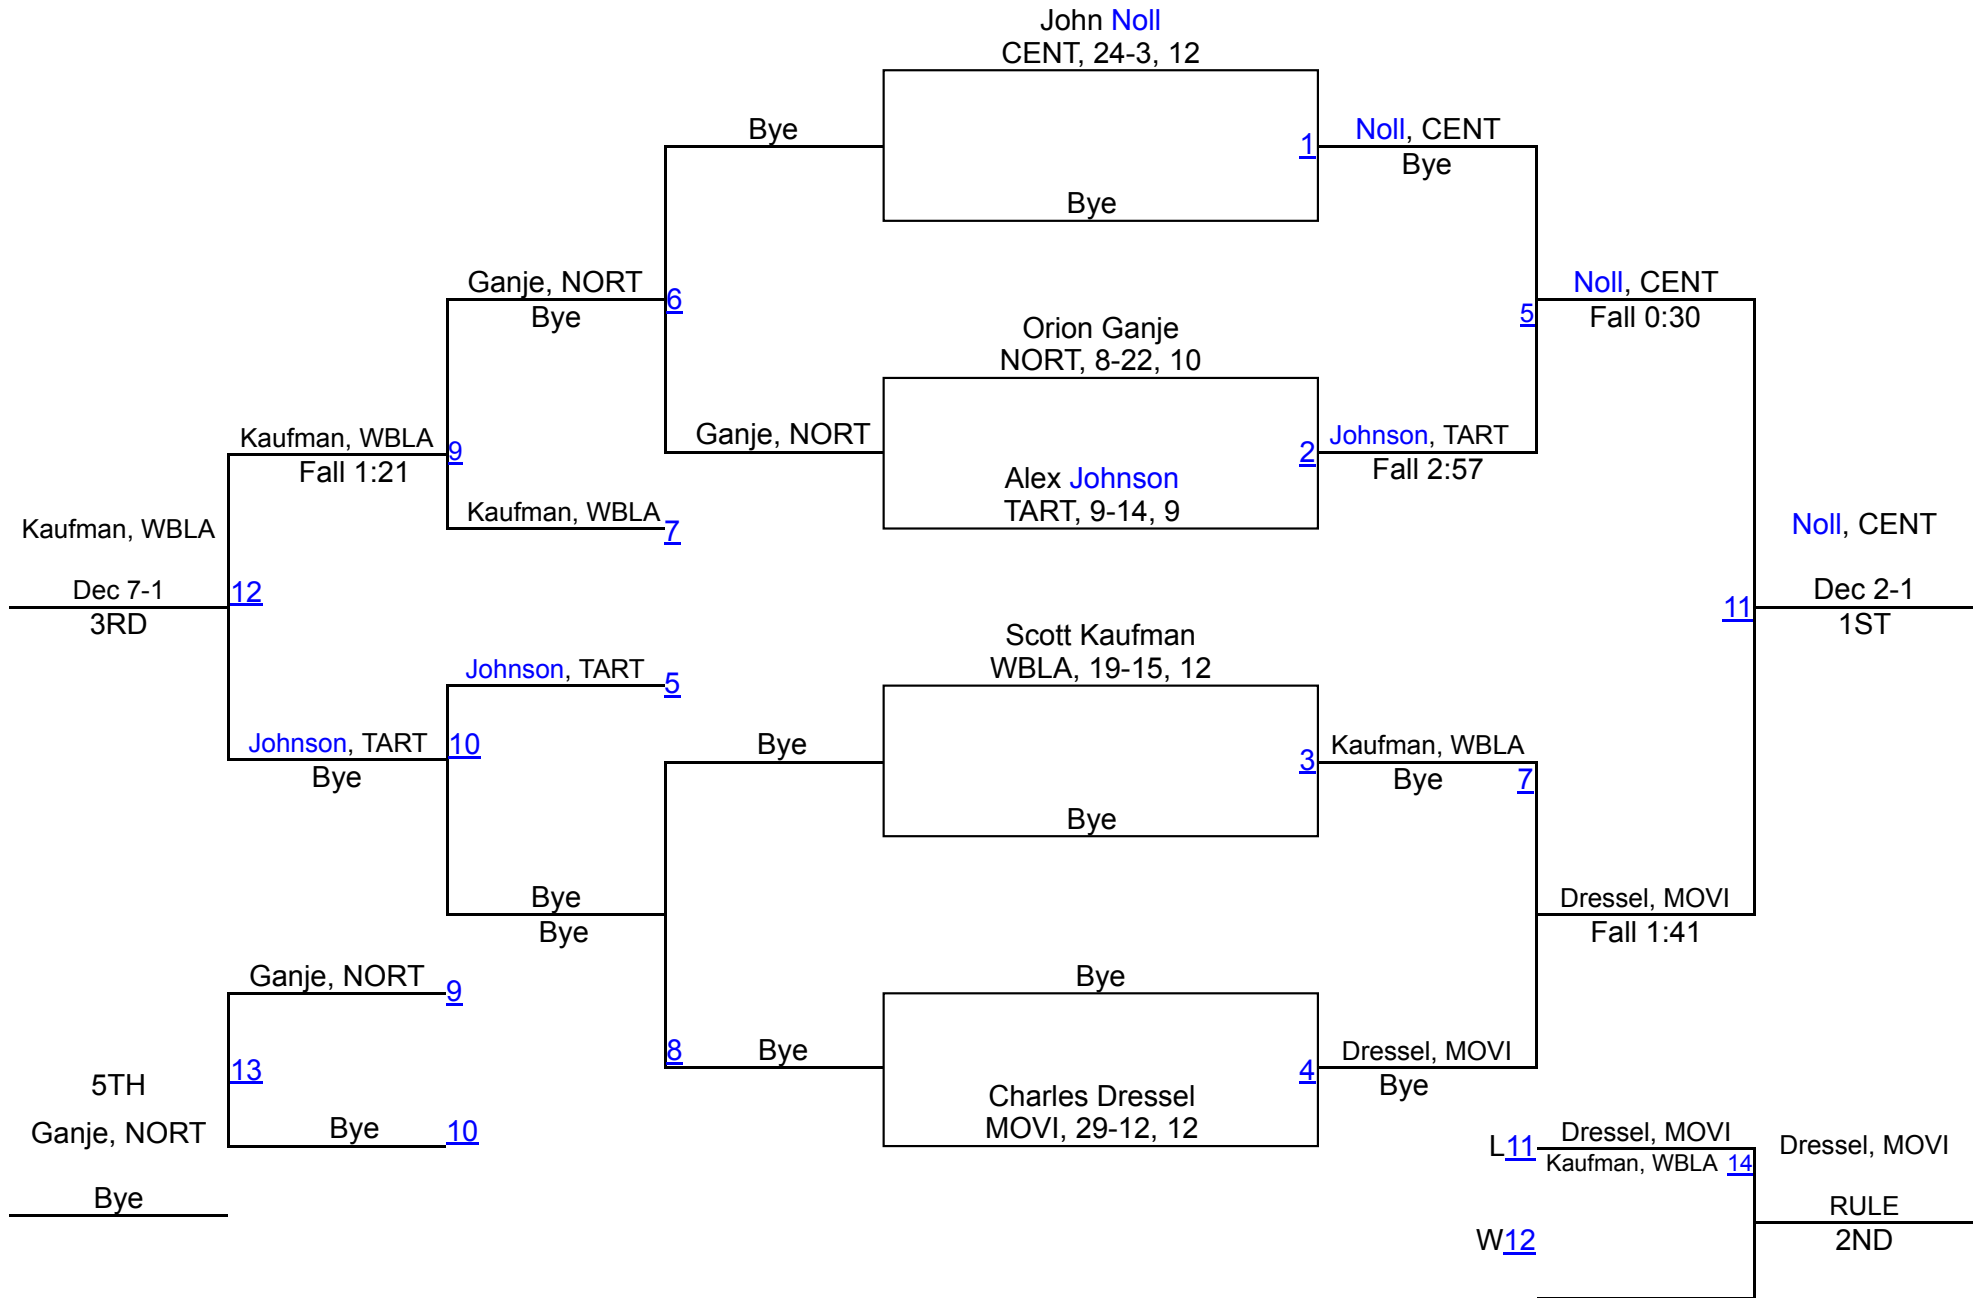 John Noll
CENT, 24-3, 12
Bye
1
Noll, CENT
Bye
Bye
Ganje, NORT
Bye
6
Noll, CENT
Fall 0:30
5
Orion Ganje
NORT, 8-22, 10
Ganje, NORT
2
Johnson, TART
Fall 2:57
Alex Johnson
TART, 9-14, 9
Kaufman, WBLA
Fall 1:21
9
Kaufman, WBLA
7
Kaufman, WBLA
Dec 7-1
3RD
12
Noll, CENT
Dec 2-1
1ST
11
Scott Kaufman
WBLA, 19-15, 12
Johnson, TART
5
Johnson, TART
Bye
10
Bye
3
Kaufman, WBLA
Bye
7
Bye
Bye
Bye
Dressel, MOVI
Fall 1:41
Ganje, NORT
9
Bye
13
8
Bye
4
Dressel, MOVI
Bye
Charles Dressel
MOVI, 29-12, 12
5TH
Ganje, NORT
Bye
10
Bye
L11
Dressel, MOVI
Kaufman, WBLA
14
Dressel, MOVI
RULE
2ND
W12